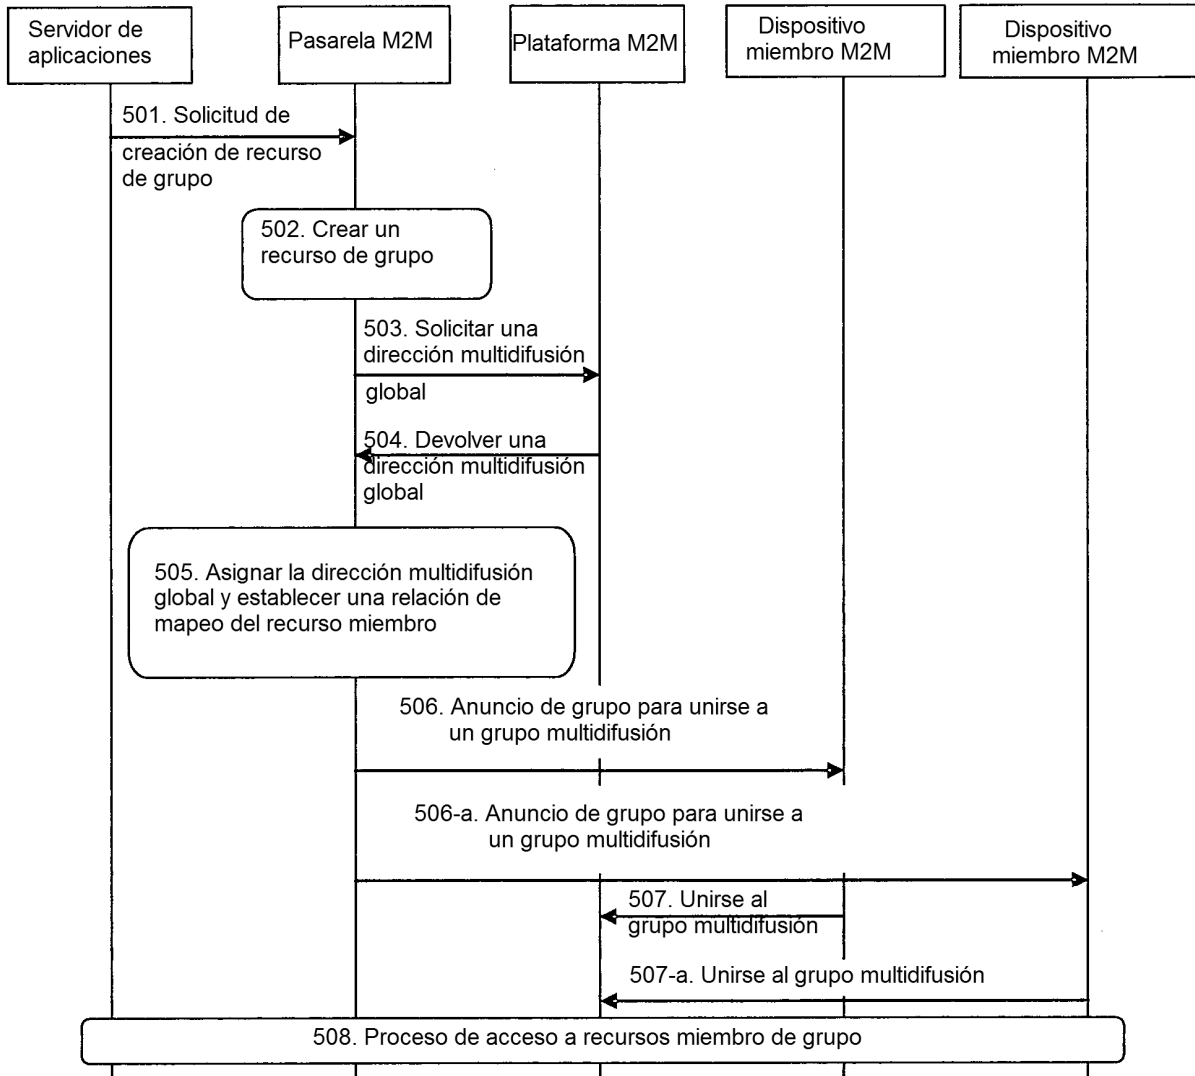 Servidor de
aplicaciones
Pasarela M2M
Plataforma M2M
Dispositivo
miembro M2M
Dispositivo
miembro M2M
501. Solicitud de
creación de recurso
de grupo
502. Crear un
recurso de grupo
503. Solicitar una
dirección multidifusión
global
504. Devolver una
dirección multidifusión
global
505. Asignar la dirección multidifusión
global y establecer una relación de
mapeo del recurso miembro
506. Anuncio de grupo para unirse a
un grupo multidifusión
506-a. Anuncio de grupo para unirse a
un grupo multidifusión
507. Unirse al
grupo multidifusión
507-a. Unirse al grupo multidifusión
508. Proceso de acceso a recursos miembro de grupo